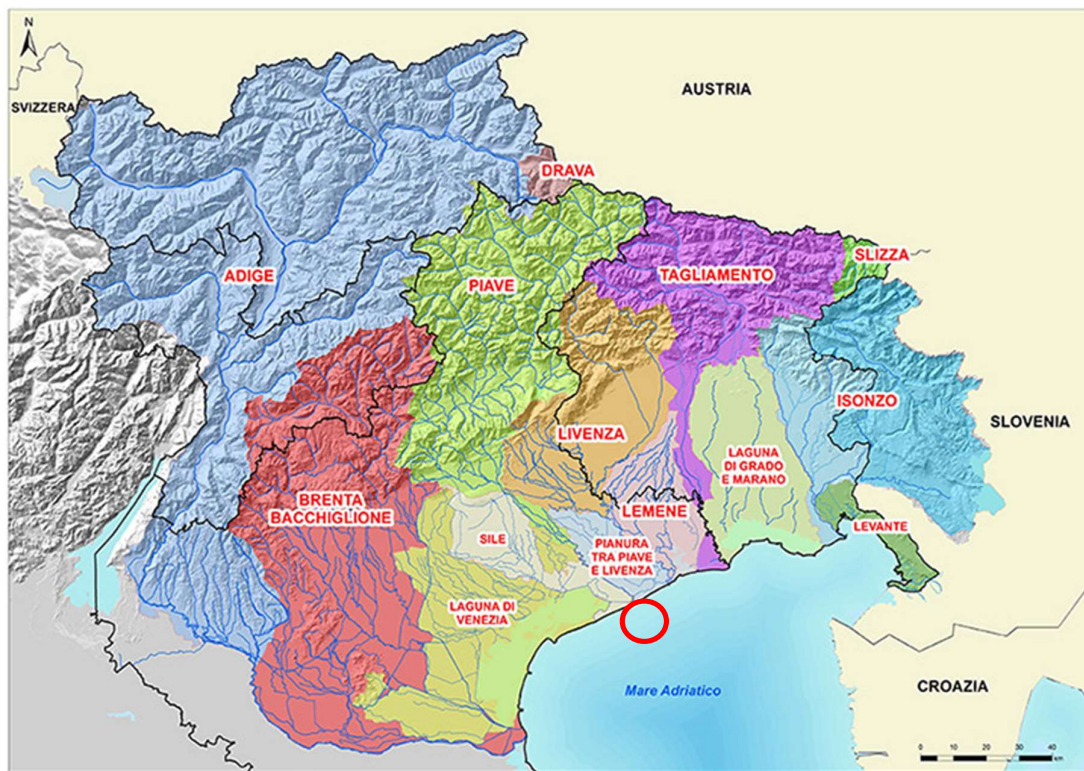 N
AUSTRIA
SVIZZERA
DRAVA
SLIZZA
ADIGE
PIAVE
TAGLIAMENTO
ISONZO
SLOVENIA
LIVENZA
LAGUNA
DI GRADO
E MARANO
BRENTA
BACCHIGLIONE
LEMENE
LEVANTE
SILE
PIANURA
TRA PIAVE
E LIVENZA
LAGUNA DI
VENEZIA
Mare Adriatico
CROAZIA
0 5 10 20 30 40
km